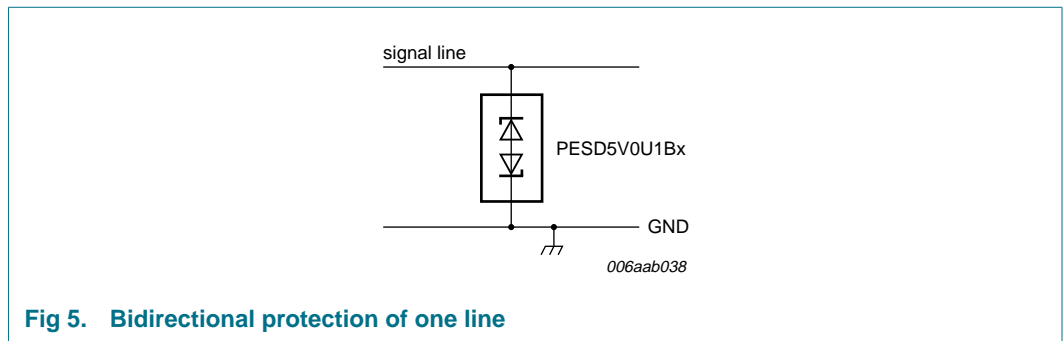 signal line
PESD5V0U1Bx
GND
006aab038
Fig 5. Bidirectional protection of one line